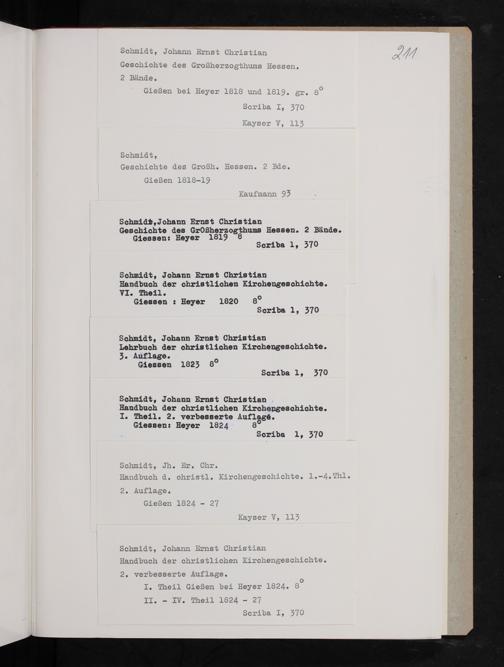 211
Schmidt, Johann Ernst Christian
Geschichte des Großherzogthums Hessen.
2 Bände.
Gießen bei Heyer 1818 und 1819. gr. 8°
Scriba I, 370
Kayser V, 113
Schmidt,
Geschichte des Großh. Hessen. 2 Bde.
Gießen 1818-19
Kaufmann 93
Schmidt,Johann Ernst Christian
Geschichte des GrOßherzogthums Hessen. 2 Bände.
Giessen: Heyer 1819 8
Scriba 1, 370
Schmidt, Johann Ernst Christian
Handbuch der christlichen Kirchengeschichte.
VI. Theil.
Giessen : Heyer 1820 8°
Scriba 1, 370
Schmidt, Johann Ernst Christian
Lehrbuch der christlichen Kirchengeschichte.
3. Auflage.
Giessen 1823 8°
Scriba 1, 370
Schmidt, Johann Ernst Christian
Handbuch der christlichen Kirchengeschichte.
I. Theil. 2. verbesserte Auflage.
Giessen: Heyer 1824 8°
Scriba 1, 370
Schmidt, Jh. Er. Chr.
Handbuch d. christl. Kirchengeschichte. 1.-4.Thl.
2. Auflage.
Gießen 1824 - 27
Kayser V, 113
Schmidt, Johann Ernst Christian
Handbuch der christlichen Kirchengeschichte.
2. verbesserte Auflage.
I. Theil Gießen bei Heyer 1824. 8°
II. - IV. Theil 1824 - 27
Scriba I, 370